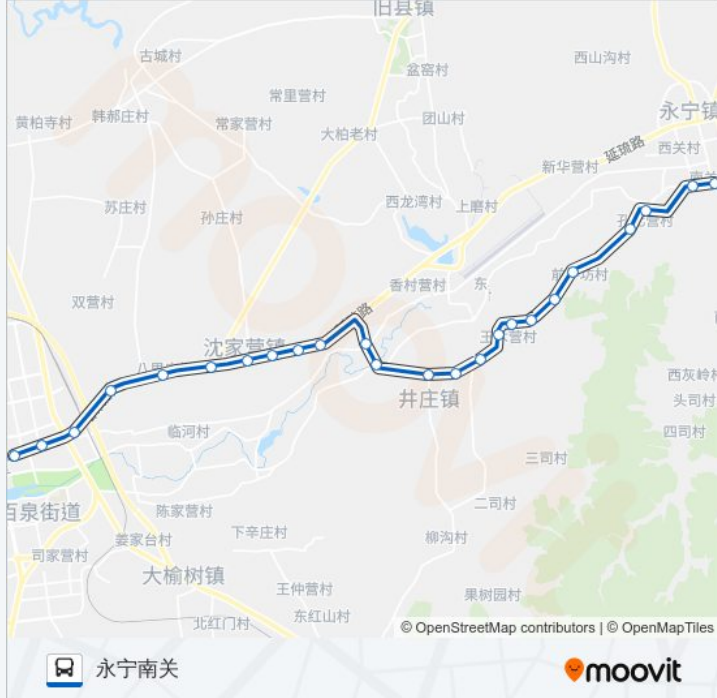 旧县镇
古城村
西山沟村
盆窑村
常里营村
永宁镇
黄柏寺村
韩郝庄村
常家营村
大柏老村
团山村
延琉路
西关村
新华营村
苏庄村
孙庄村
西龙湾村
上磨村
香村营村
东
双营村
路
沈家营镇
王
营村
井庄镇
西灰岭村
头司村
四司村
临河村
三司村
百泉街道
陈家营村
二司村
下辛庄村
姜家台村
柳沟村
司家营村
大榆树镇
王仲营村
果树园村
东红山村
北红门村
© OpenStreetMap contributors | © OpenMapTiles
永宁南关
moovit